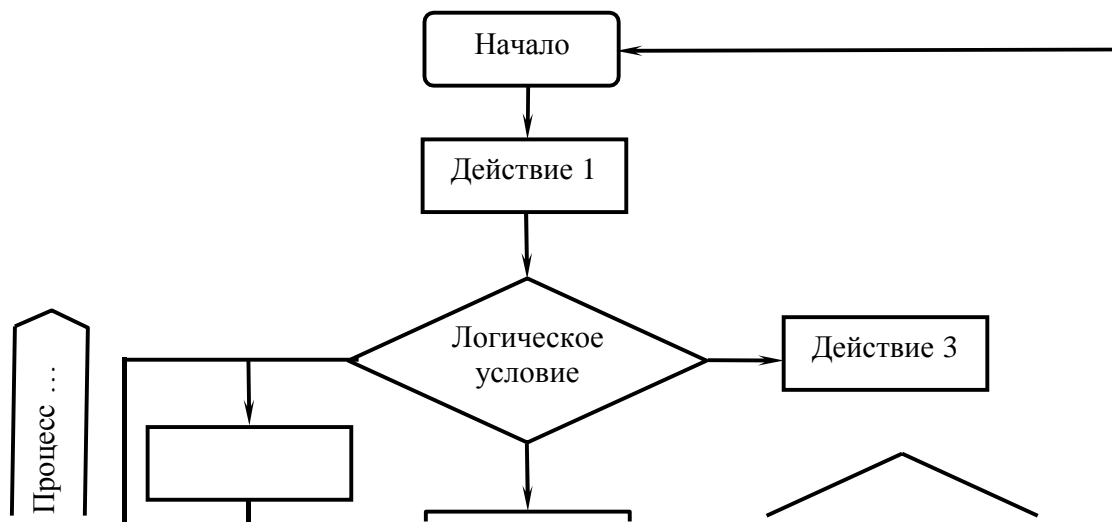 Начало
Действие 1
Логическое
условие
Действие 3
Процесс …